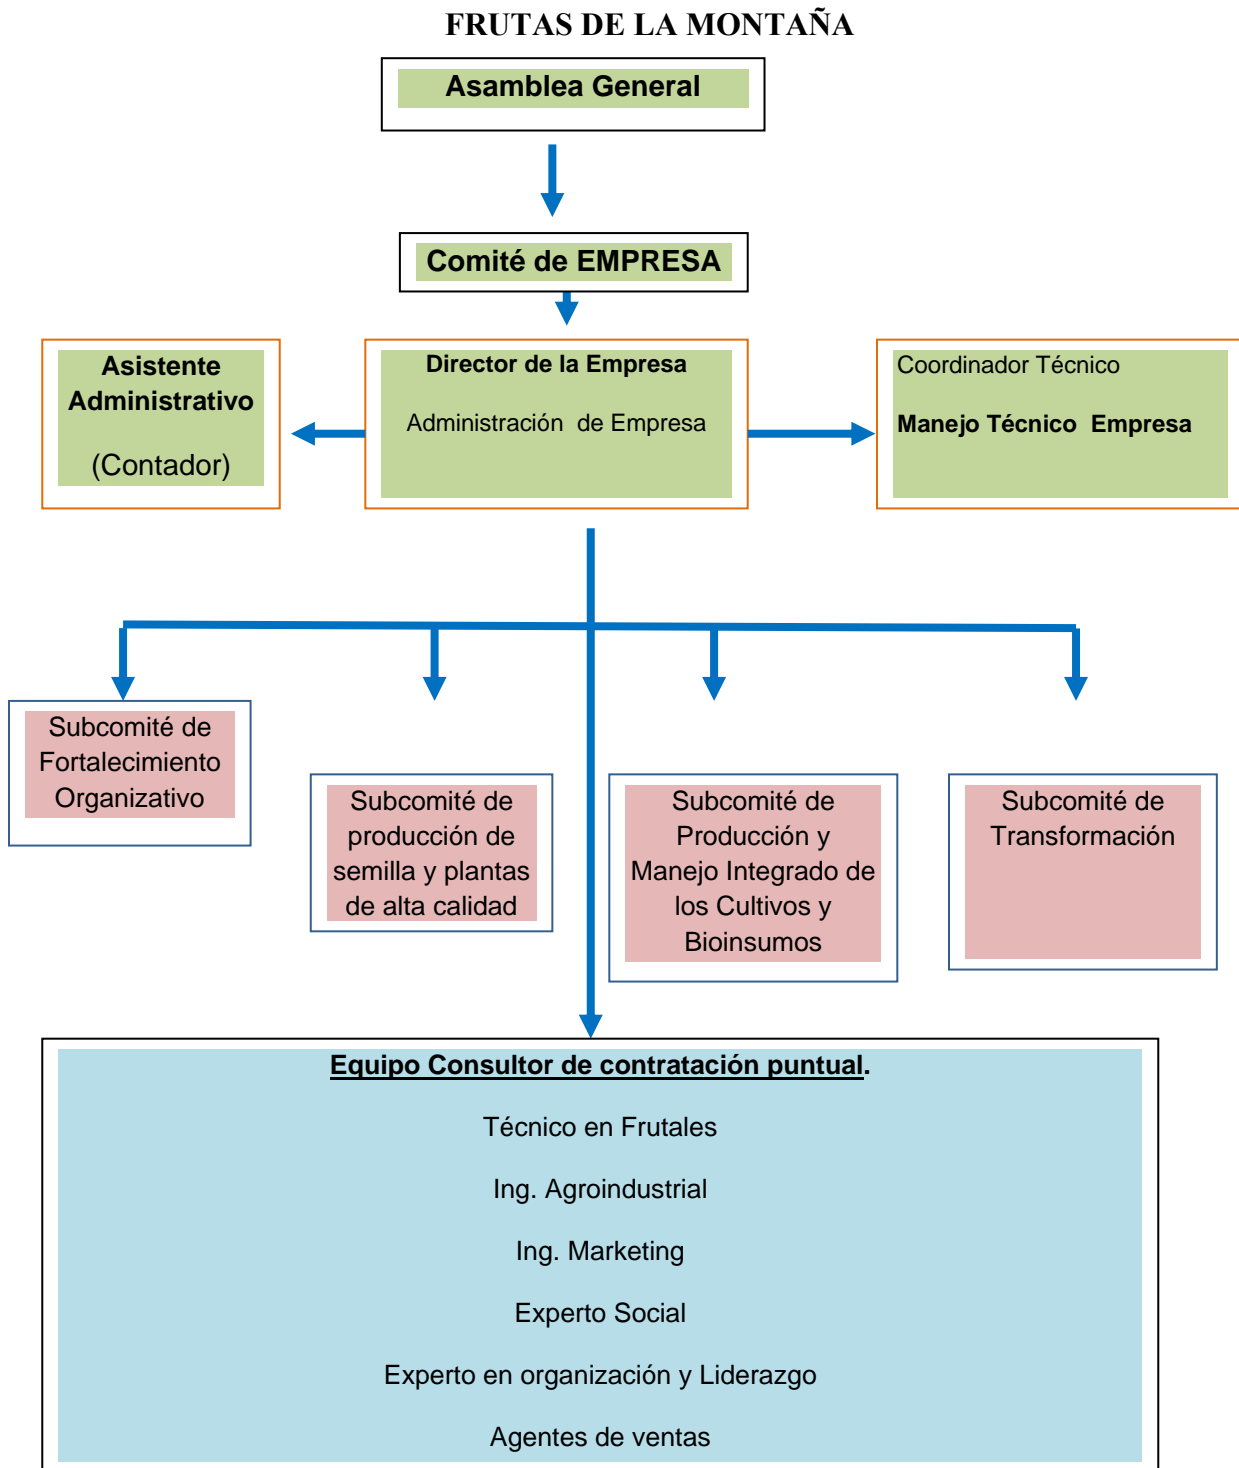 FRUTAS DE LA MONTAÑA
Asamblea General
Comité de EMPRESA
Asistente
Administrativo
(Contador)
Director de la Empresa
Administración de Empresa
Coordinador Técnico
Manejo Técnico Empresa
Subcomité de
Fortalecimiento
Organizativo
Subcomité de
producción de
semilla y plantas
de alta calidad
Subcomité de
Producción y
Manejo Integrado de
los Cultivos y
Bioinsumos
Subcomité de
Transformación
Equipo Consultor de contratación puntual.
Técnico en Frutales
Ing. Agroindustrial
Ing. Marketing
Experto Social
Experto en organización y Liderazgo
Agentes de ventas